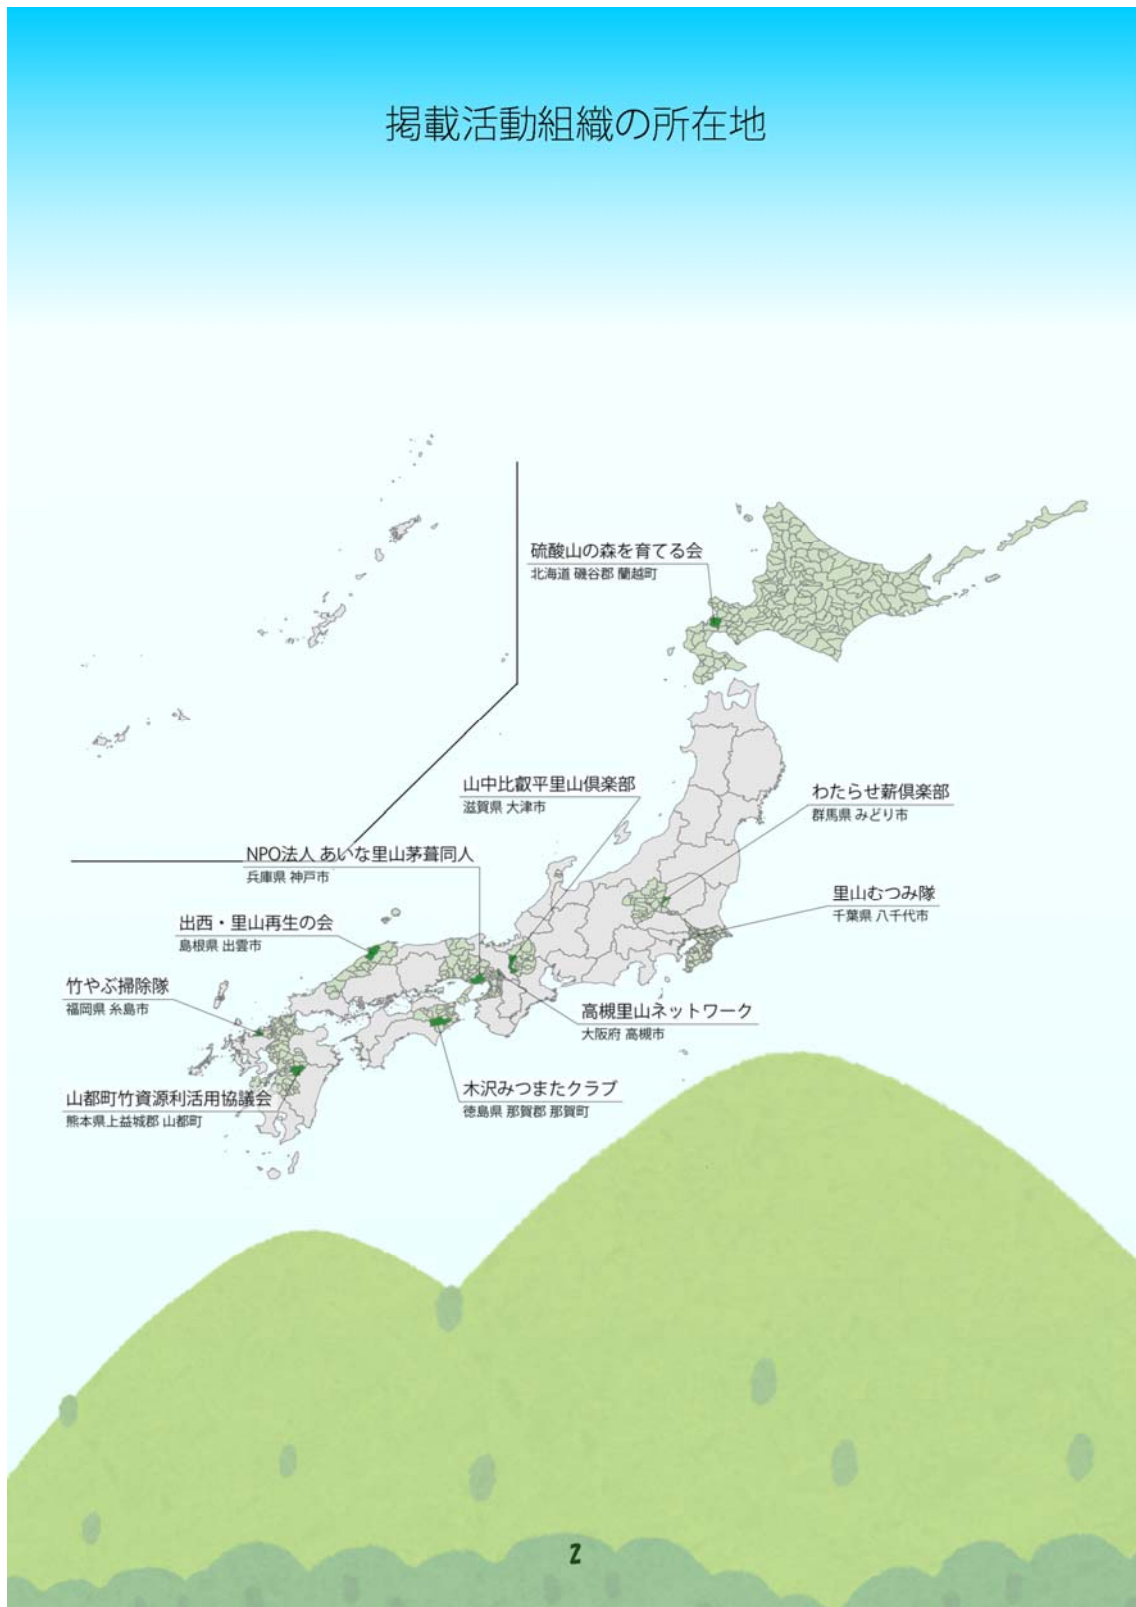 掲載活動組織の所在地
硫酸山の森を育てる会
北海道 磯谷郡 蘭越町
山中比叡平里山倶楽部
滋賀県 大津市
わたらせ薪倶楽部
群馬県 みどり市
NPO法人 あいな里山茅葺同人
兵庫県 神戸市
里山むつみ隊
千葉県 八千代市
出西・里山再生の会
島根県 出雲市
竹やぶ掃除隊
福岡県 糸島市
高槻里山ネットワーク
大阪府 高槻市
木沢みつまたクラブ
徳島県 那賀郡 那賀町
山都町竹資源利活用協議会
熊本県上益城郡 山都町
2